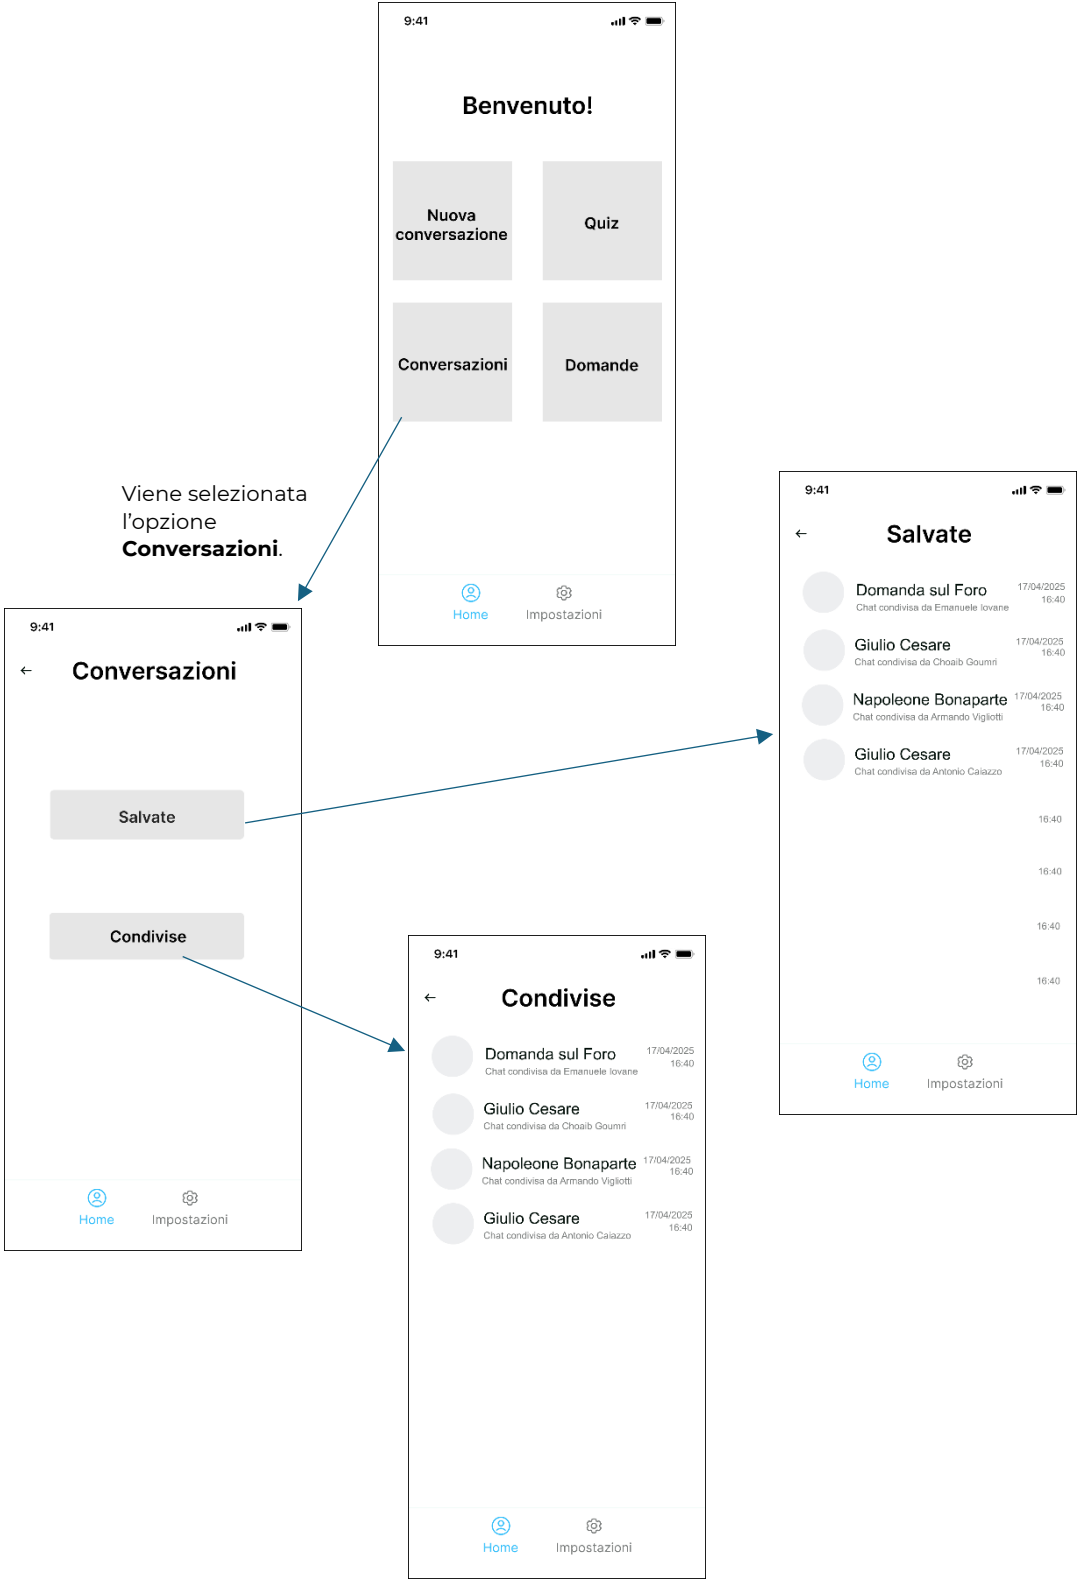 9:41
Benvenuto!
Nuova
conversazione
Quiz
Conversazioni
Domande
Home
Impostazioni
Viene selezionata
l'opzione
Conversazioni.
9:41
Conversazioni
Salvate
Condivise
Home
Impostazioni
9:41
Salvate
Domanda sul Foro
17/04/2025
16:40
Chat condivisa da Emanuele Iovane
Giulio Cesare
17/04/2025
16:40
Chat condivisa da Choaib Goumri
Napoleone Bonaparte
17/04/2025
16:40
Chat condivisa da Armando Vigliotti
Giulio Cesare
17/04/2025
16:40
Chat condivisa da Antonio Caiazzo
16:40
16:40
16:40
16:40
Home
Impostazioni
9:41
Condivise
Domanda sul Foro
17/04/2025
16:40
Chat condivisa da Emanuele Iovane
Giulio Cesare
17/04/2025
16:40
Chat condivisa da Choaib Goumri
Napoleone Bonaparte
17/04/2025
16:40
Chat condivisa da Armando Vigliotti
Giulio Cesare
17/04/2025
16:40
Chat condivisa da Antonio Caiazzo
Home
Impostazioni